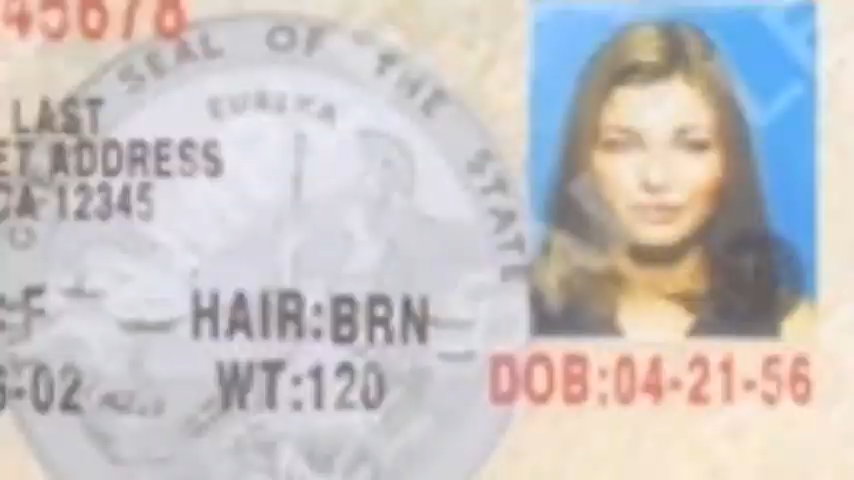 45678
SEAL OF THE STATE
EUREKA
LAST
ET ADDRESS
CA 12345
:F
HAIR:BRN
-02
WT:120
DOB:04-21-56